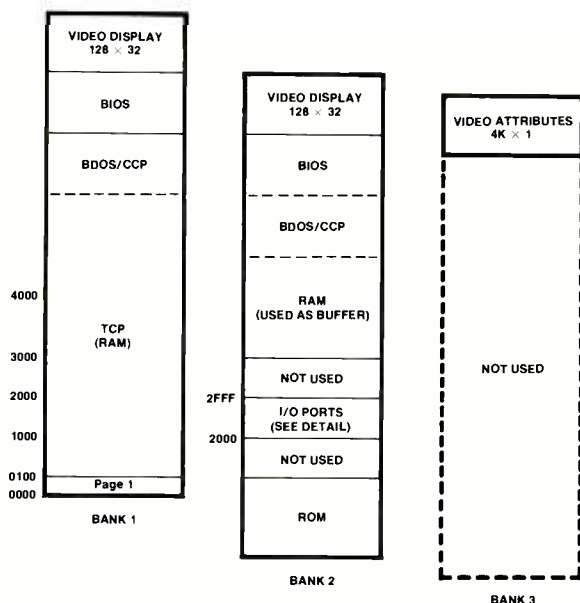 VIDEO DISPLAY
128 × 32
BIOS
BDOS/CCP
4000
TCP
(RAM)
3000
2000
1000
0100
Page 1
0000
BANK 1
VIDEO DISPLAY
128 × 32
BIOS
BDOS/CCP
RAM
(USED AS BUFFER)
NOT USED
2FFF
I/O PORTS
(SEE DETAIL)
2000
NOT USED
ROM
BANK 2
VIDEO ATTRIBUTES
4K × 1
NOT USED
BANK 3